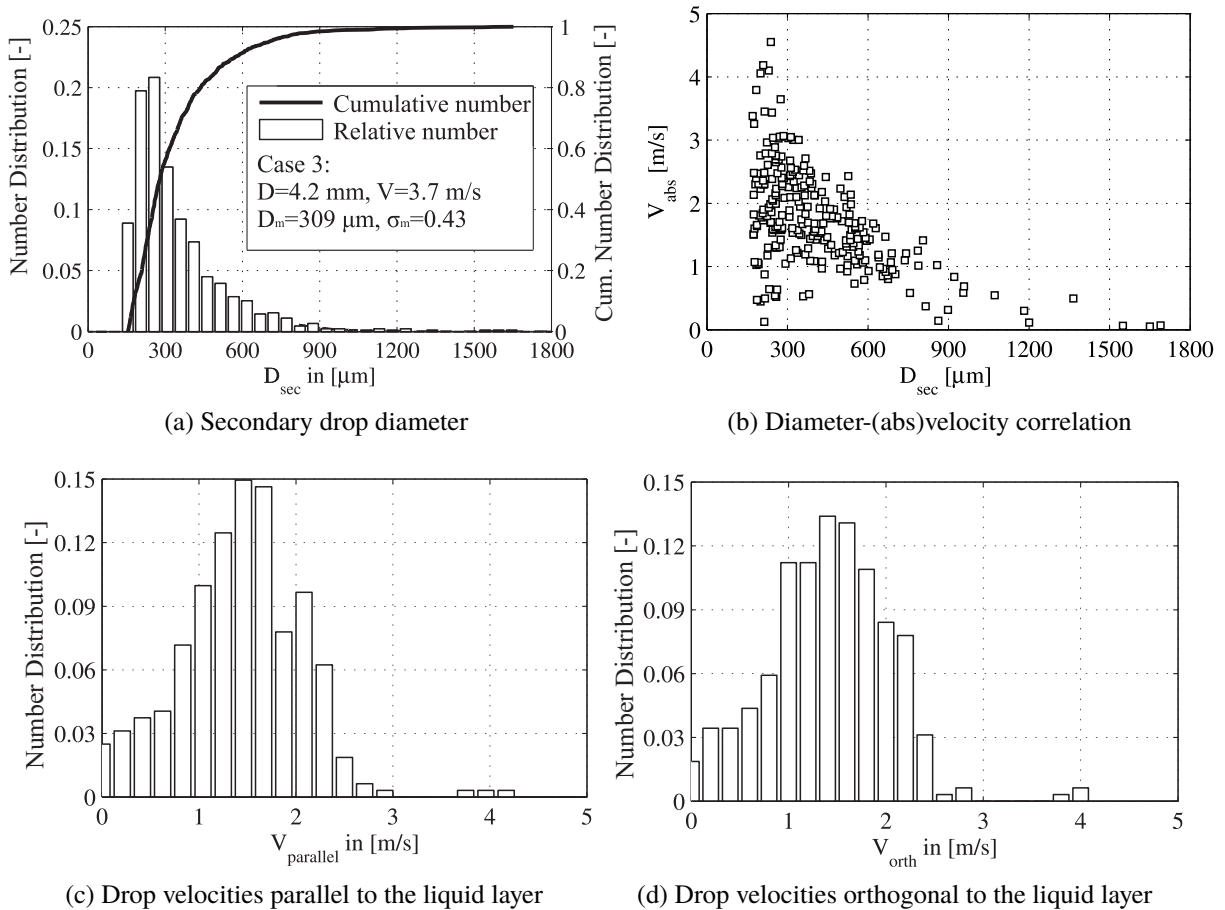 Number Distribution [-]
0.25
0.2
0.15
0.1
0.05
0
1
0.8
0.6
0.4
0.2
0
Cum. Number Distribution [-]
Cumulative number
Relative number
Case 3:
D=4.2 mm, V=3.7 m/s
Dm=309 μm, σm=0.43
0 300 600 900 1200 1500 1800
D_sec in [μm]
(a) Secondary drop diameter
V_abs [m/s]
5
4
3
2
1
0
0 300 600 900 1200 1500 1800
D_sec [μm]
(b) Diameter-(abs)velocity correlation
Number Distribution [-]
0.15
0.12
0.09
0.06
0.03
0
0 1 2 3 4 5
V_parallel in [m/s]
(c) Drop velocities parallel to the liquid layer
Number Distribution [-]
0.15
0.12
0.09
0.06
0.03
0
0 1 2 3 4 5
V_orth in [m/s]
(d) Drop velocities orthogonal to the liquid layer